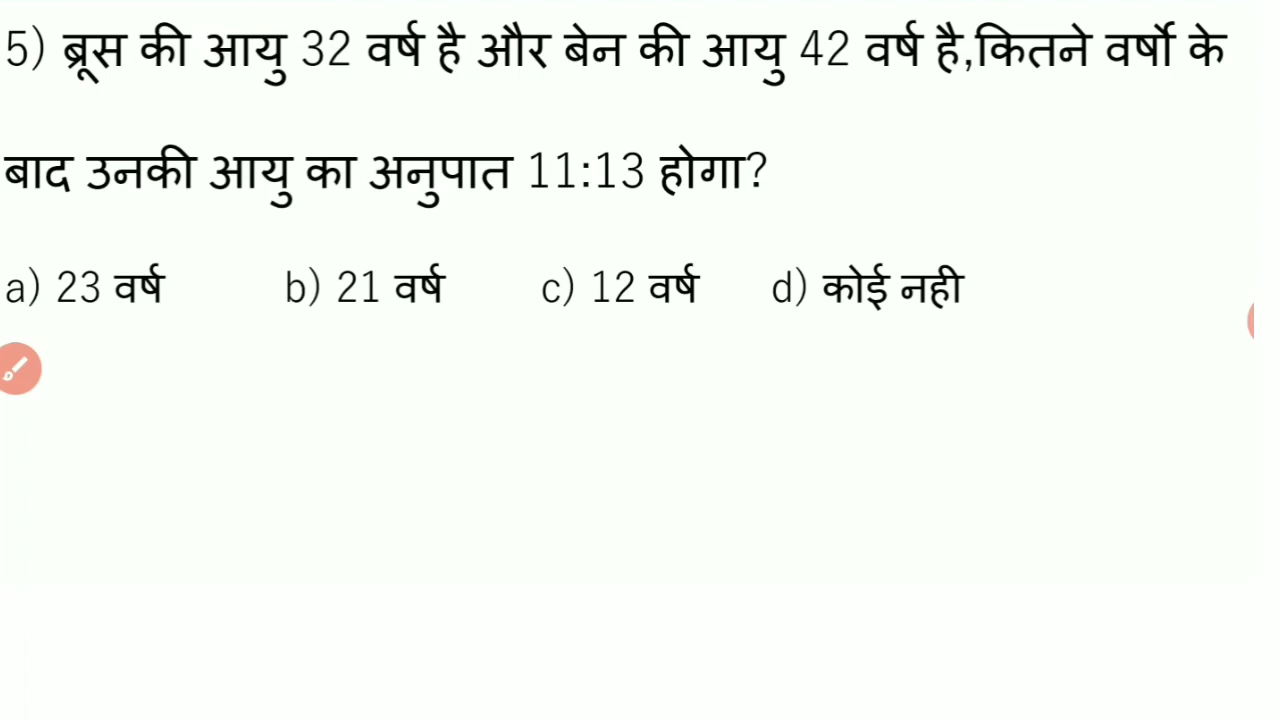 5) ब्रूस की आयु 32 वर्ष है और बेन की आयु 42 वर्ष है,कितने वर्षो के
बाद उनकी आयु का अनुपात 11:13 होगा?
a) 23 वर्ष b) 21 वर्ष c) 12 वर्ष d) कोई नही